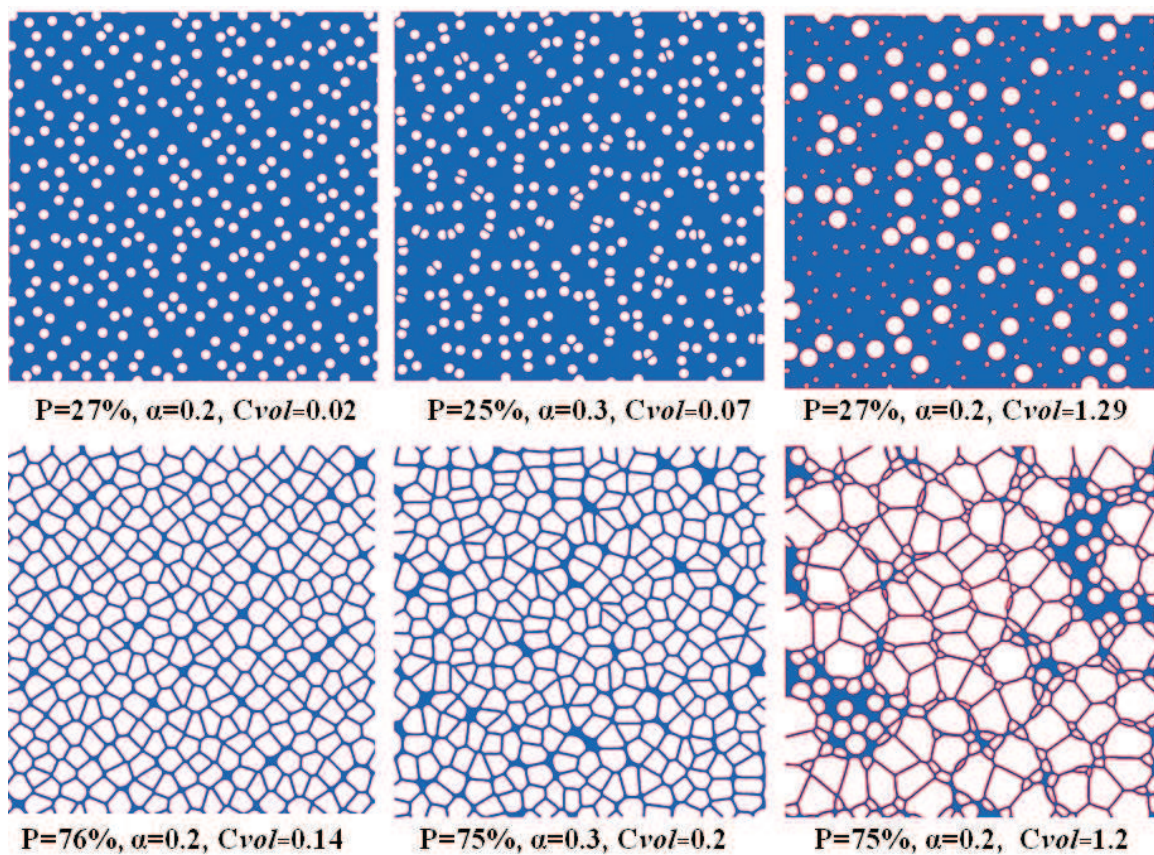 P=27%, α=0.2, Cvol=0.02
P=25%, α=0.3, Cvol=0.07
P=27%, α=0.2, Cvol=1.29
P=76%, α=0.2, Cvol=0.14
P=75%, α=0.3, Cvol=0.2
P=75%, α=0.2, Cvol=1.2